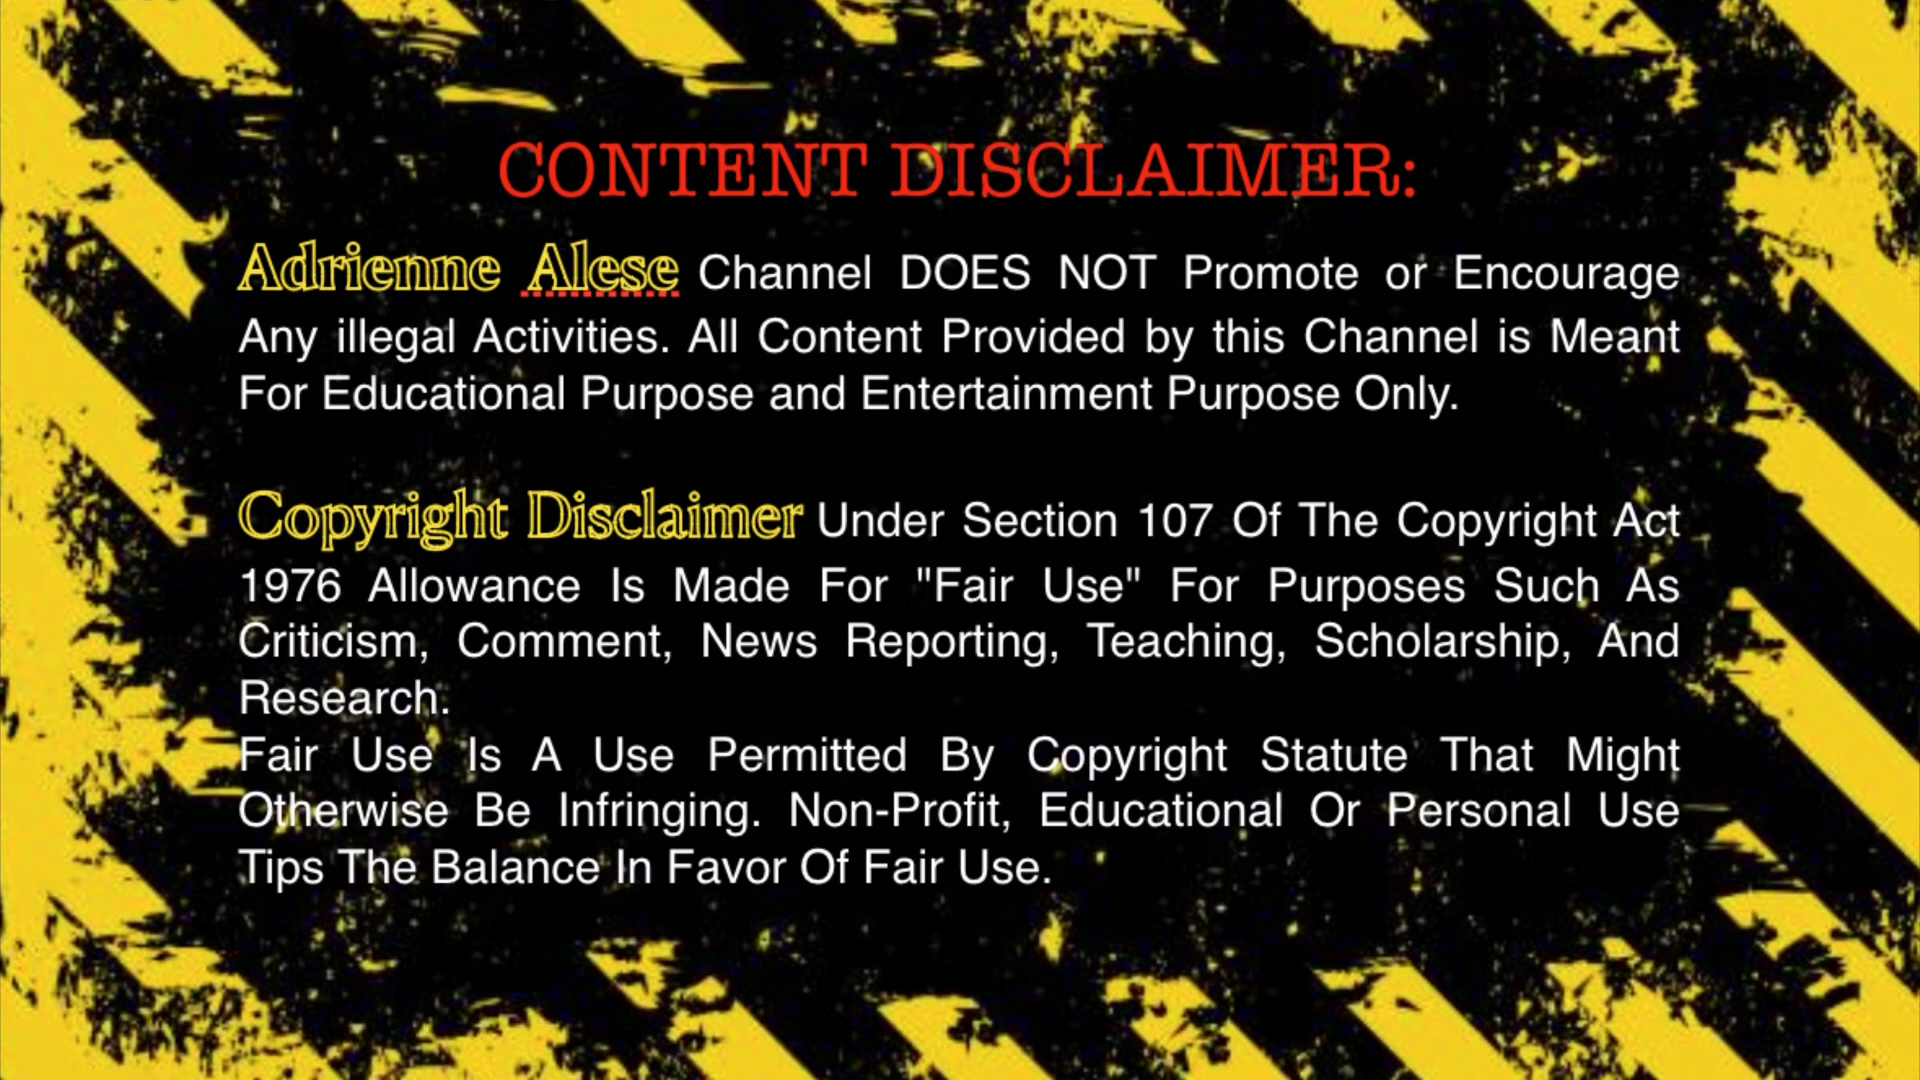 CONTENT DISCLAIMER:
Adrienne Alese Channel DOES NOT Promote or Encourage
Any illegal Activities. All Content Provided by this Channel is Meant
For Educational Purpose and Entertainment Purpose Only.
Copyright Disclaimer Under Section 107 Of The Copyright Act
1976 Allowance Is Made For "Fair Use" For Purposes Such As
Criticism, Comment, News Reporting, Teaching, Scholarship, And
Research.
Fair Use Is A Use Permitted By Copyright Statute That Might
Otherwise Be Infringing. Non-Profit, Educational Or Personal Use
Tips The Balance In Favor Of Fair Use.